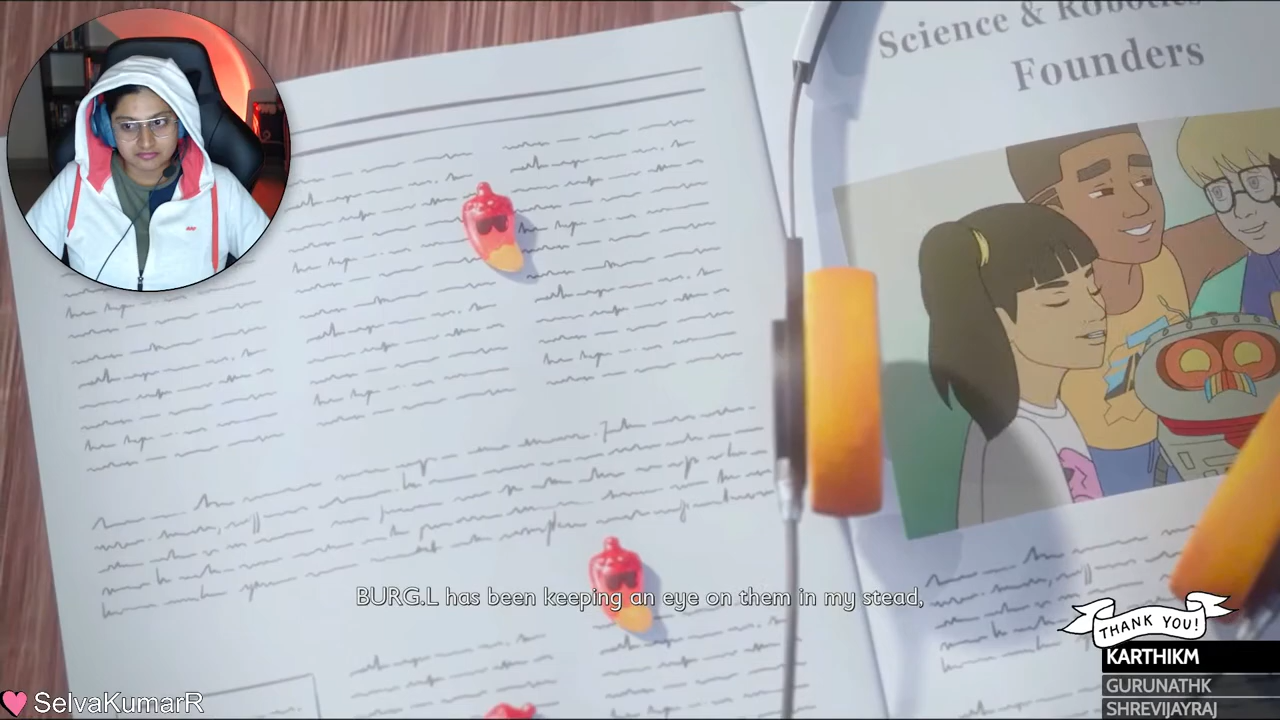 Science & Robotics
Founders
BURG.L has been keeping an eye on them in my stead,
THANK YOU!
KARTHIKM
GURUNATHK
SHREVIJAYRAJ
SelvaKumarR